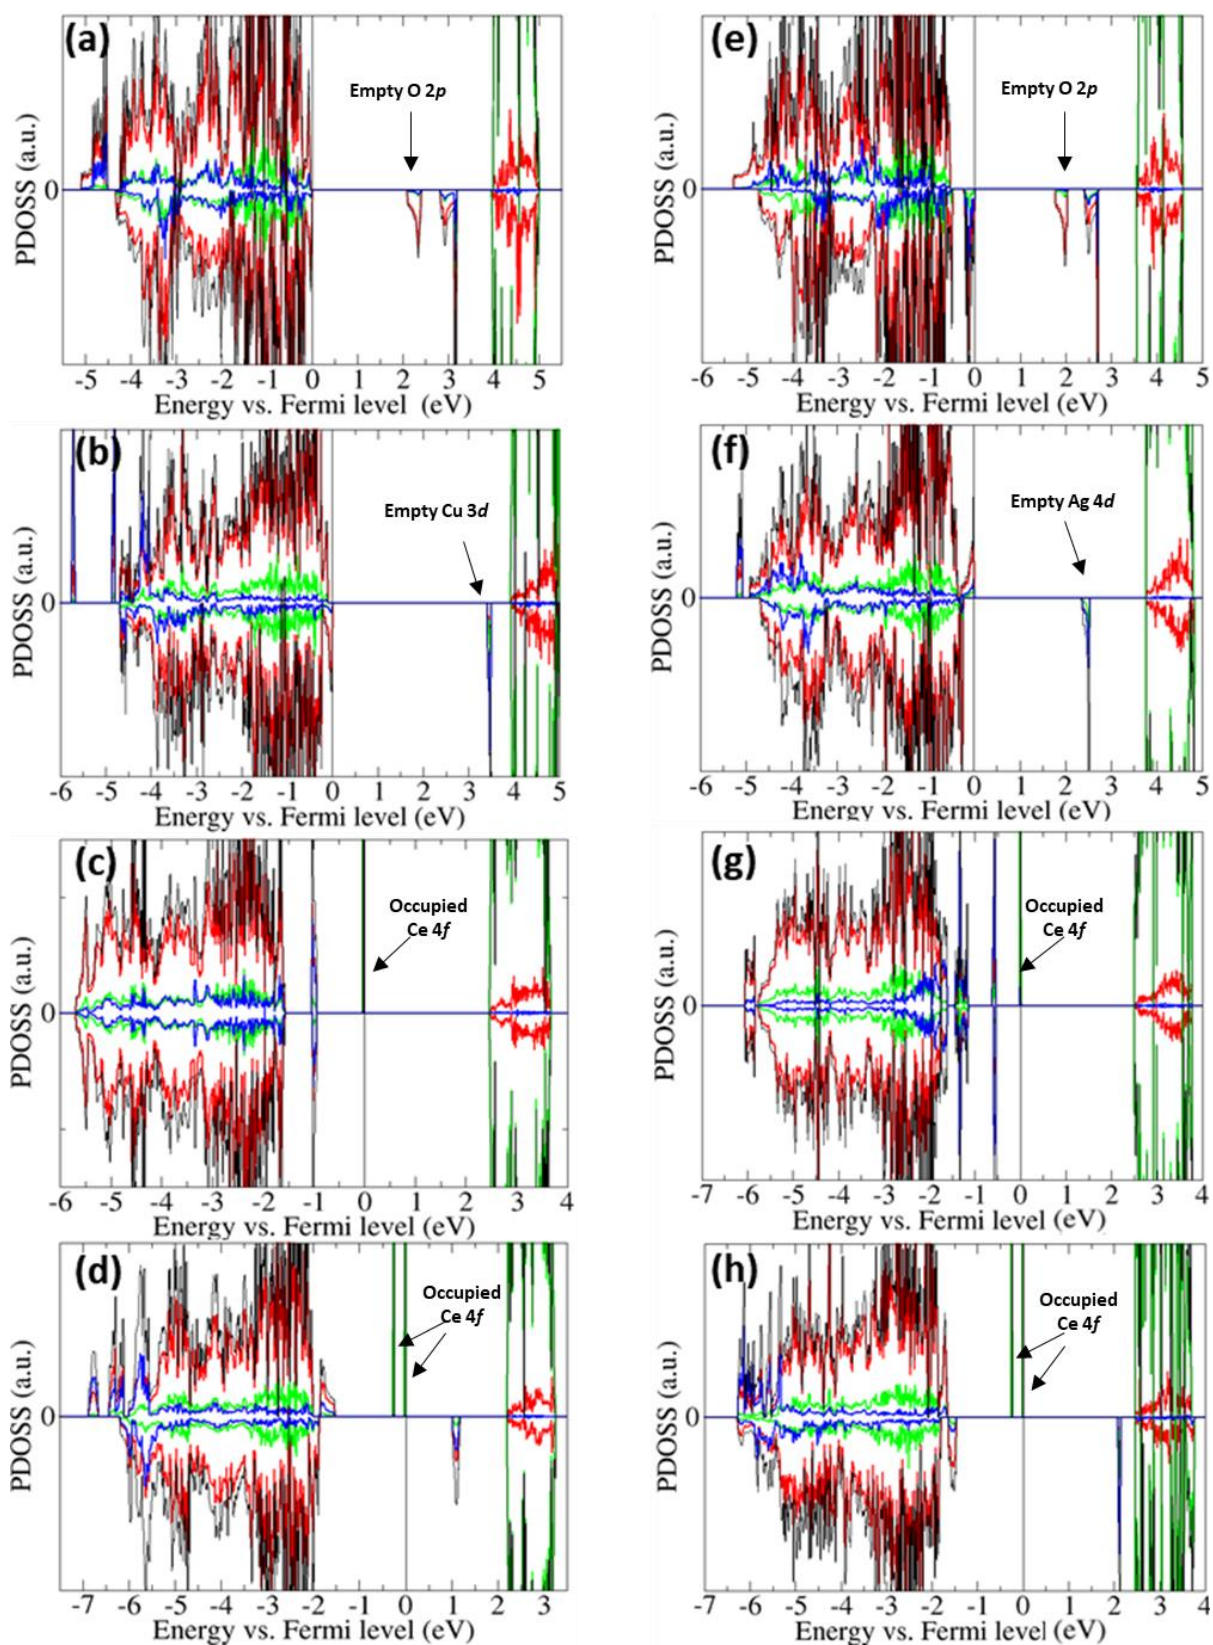 (a)
Empty O 2p
PDOSS (a.u.)
0
-5 -4 -3 -2 -1 0 1 2 3 4 5
Energy vs. Fermi level (eV)
(e)
Empty O 2p
PDOSS (a.u.)
0
-6 -5 -4 -3 -2 -1 0 1 2 3 4 5
Energy vs. Fermi level (eV)
(b)
Empty Cu 3d
PDOSS (a.u.)
0
-6 -5 -4 -3 -2 -1 0 1 2 3 4 5
Energy vs. Fermi level (eV)
(f)
Empty Ag 4d
PDOSS (a.u.)
0
-6 -5 -4 -3 -2 -1 0 1 2 3 4 5
Energy vs. Fermi level (eV)
(c)
Occupied
Ce 4f
PDOSS (a.u.)
0
-6 -5 -4 -3 -2 -1 0 1 2 3 4
Energy vs. Fermi level (eV)
(g)
Occupied
Ce 4f
PDOSS (a.u.)
0
-7 -6 -5 -4 -3 -2 -1 0 1 2 3 4
Energy vs. Fermi level (eV)
(d)
Occupied
Ce 4f
PDOSS (a.u.)
0
-7 -6 -5 -4 -3 -2 -1 0 1 2 3
Energy vs. Fermi level (eV)
(h)
Occupied
Ce 4f
PDOSS (a.u.)
0
-7 -6 -5 -4 -3 -2 -1 0 1 2 3 4
Energy vs. Fermi level (eV)